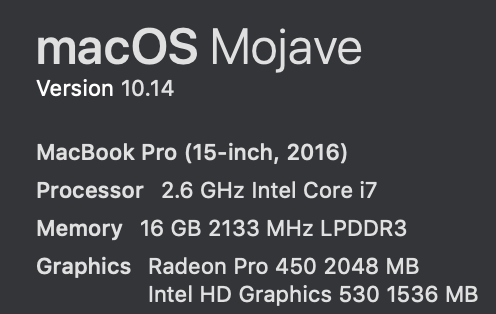 macOS Mojave
Version 10.14
MacBook Pro (15-inch, 2016)
Processor 2.6 GHz Intel Core i7
Memory 16 GB 2133 MHz LPDDR3
Graphics Radeon Pro 450 2048 MB
Intel HD Graphics 530 1536 MB